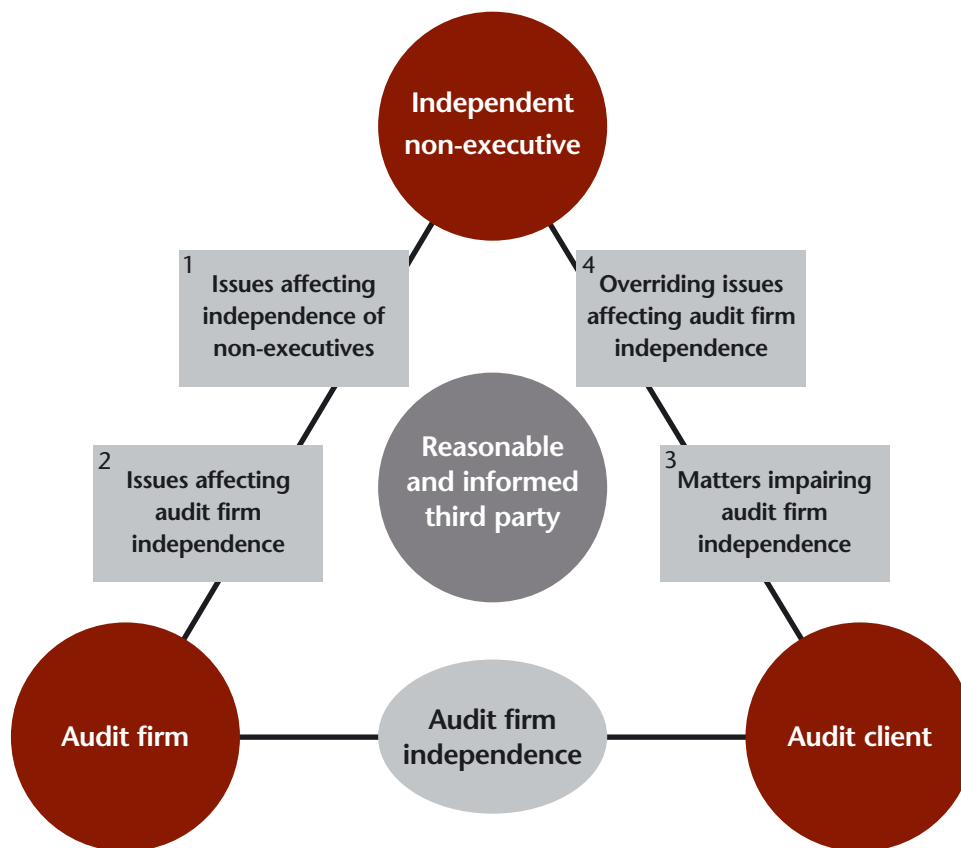 Independent
non-executive
1
Issues affecting
independence of
non-executives
4
Overriding issues
affecting audit firm
independence
Reasonable
and informed
third party
2
Issues affecting
audit firm
independence
3
Matters impairing
audit firm
independence
Audit firm
Audit firm
independence
Audit client